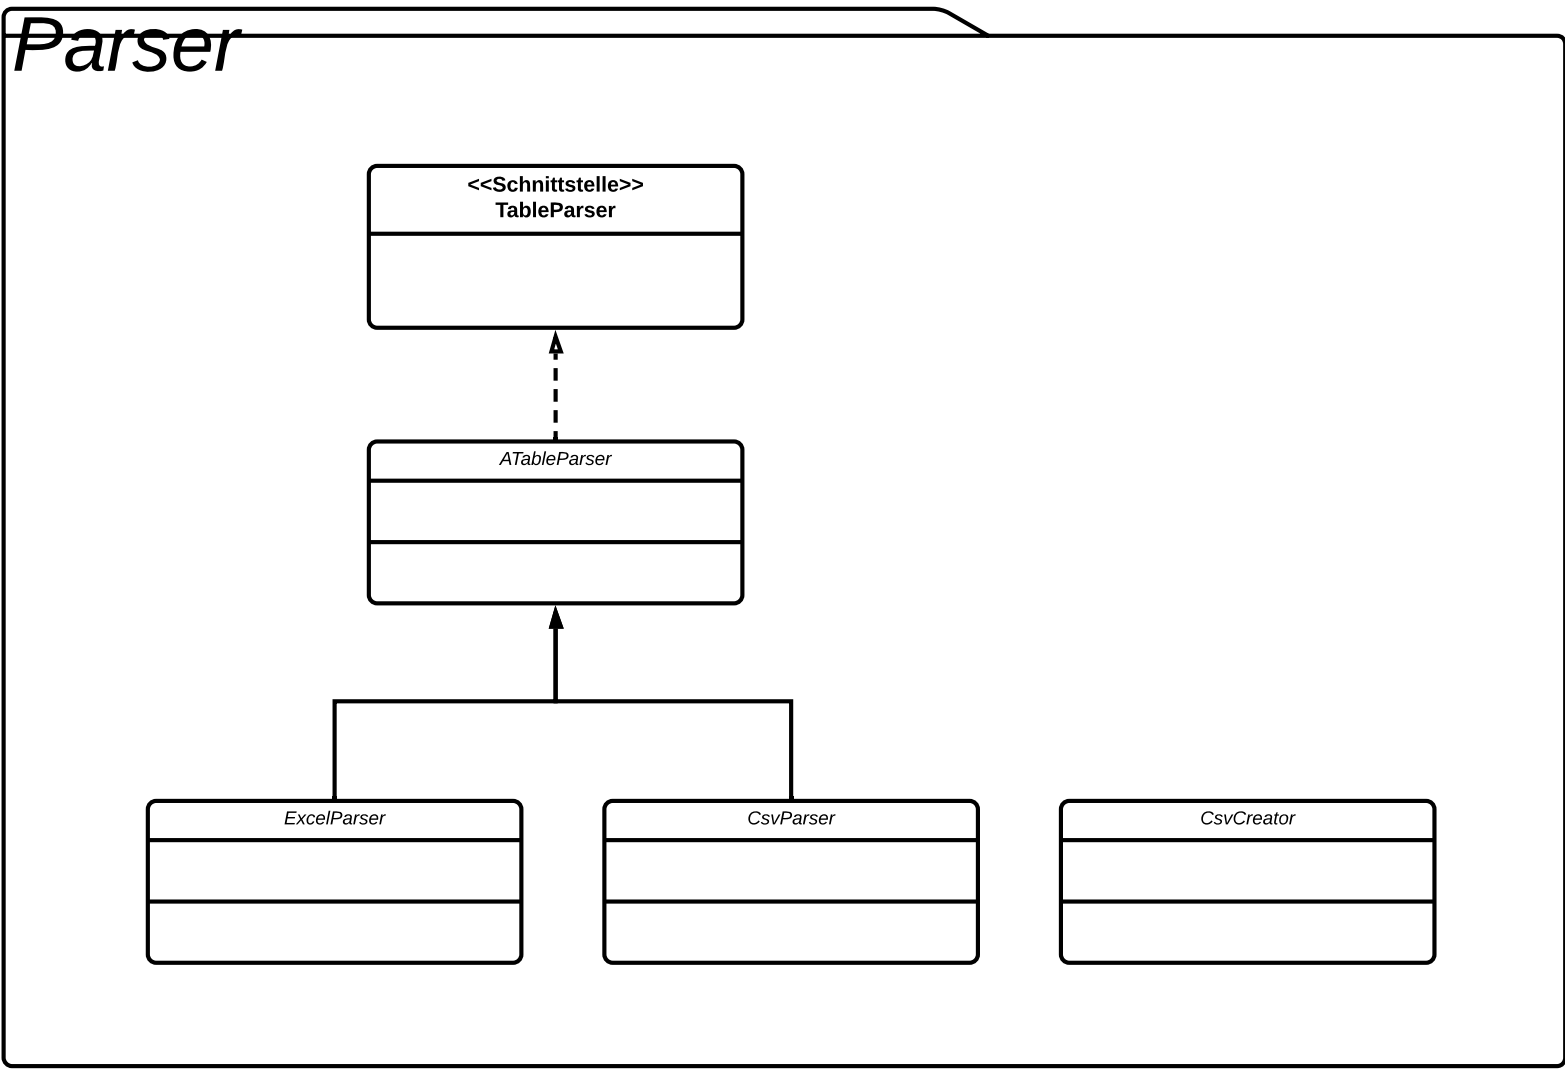 Parser
<<Schnittstelle>>
TableParser
ATableParser
ExcelParser
CsvParser
CsvCreator